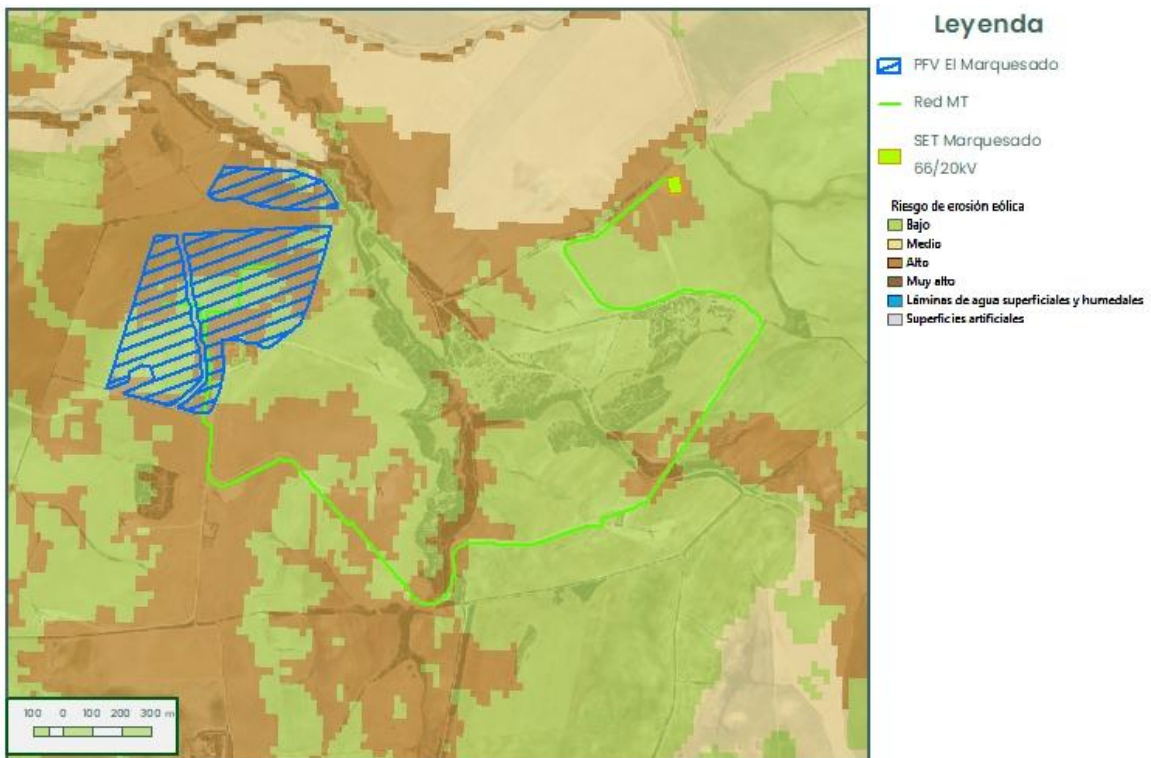 Leyenda
PFV El Marquesado
Red MT
SET Marquesado
66/20kV
Riesgo de erosión eólica
Bajo
Medio
Alto
Muy alto
Láminas de agua superficiales y humedales
Superficies artificiales
100 0 100 200 300 m